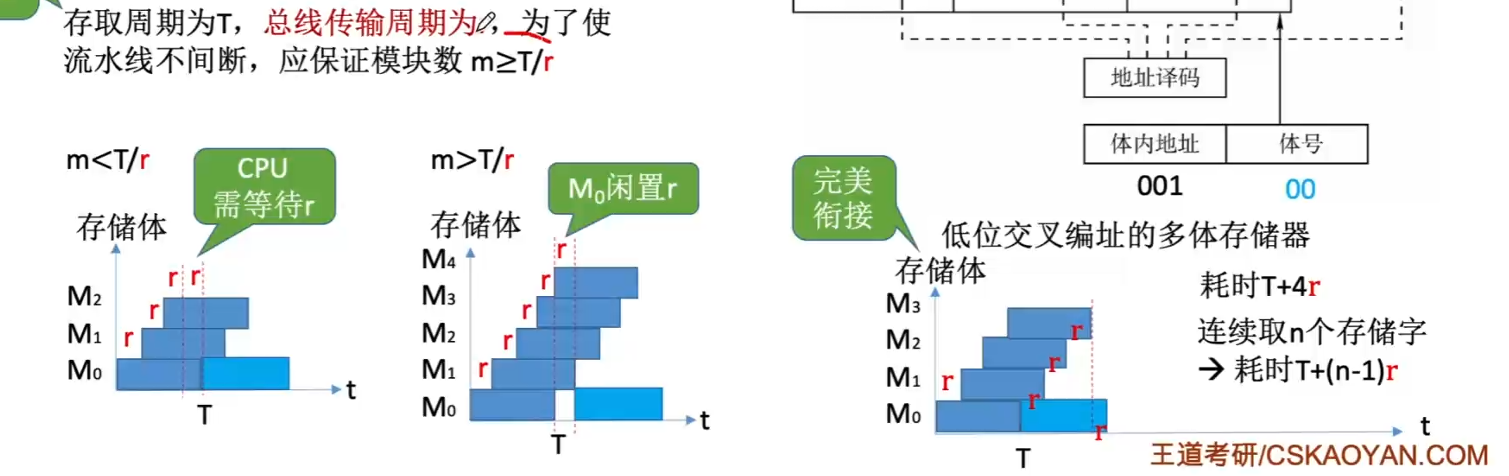 存取周期为T，总线传输周期为，为了使
流水线不间断，应保证模块数 m≥T/r
地址译码
体内地址
体号
001
00
m<T/r
CPU
需等待r
存储体
r
r
r
r
M2
M1
M0
t
T
m>T/r
M0闲置r
存储体
r
r
r
r
r
M4
M3
M2
M1
M0
t
T
完美
衔接
低位交叉编址的多体存储器
存储体
M3
M2
M1
M0
r
r
r
r
r
t
T
耗时T+4r
连续取n个存储字
→ 耗时T+(n-1)r
王道考研/CSKAOYAN.COM